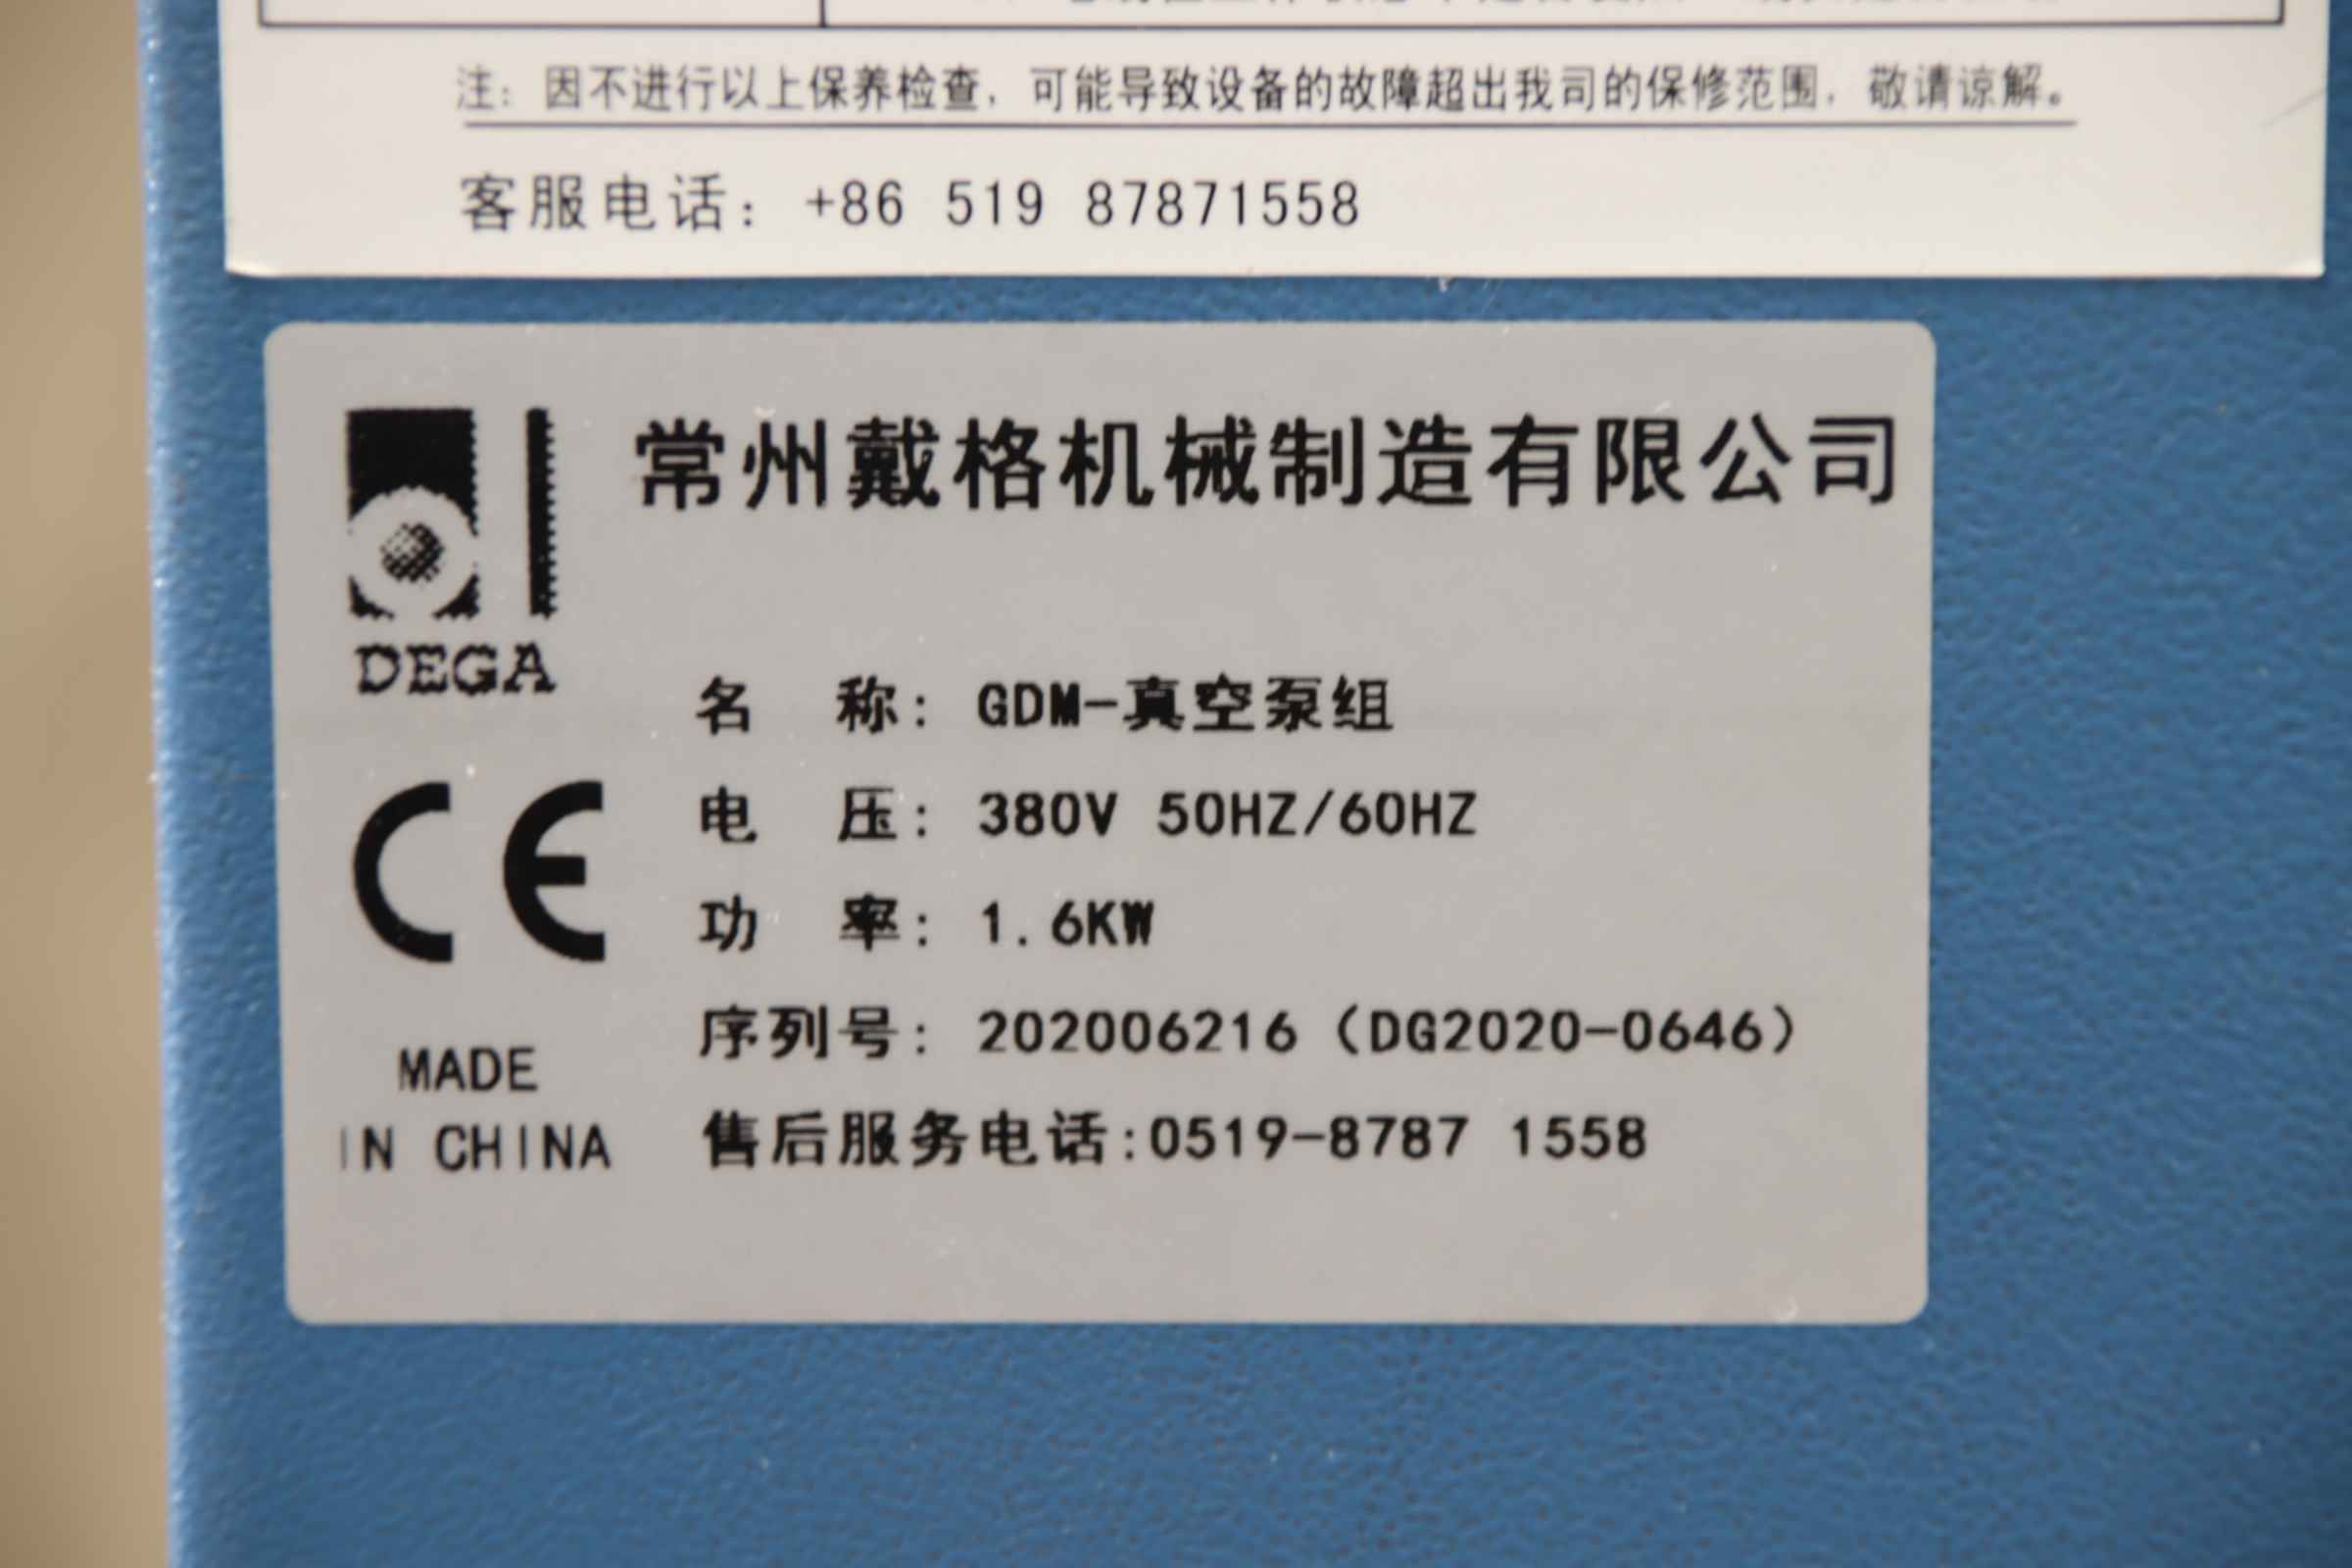 注：因不进行以上保养检查，可能导致设备的故障超出我司的保修范围，敬请谅解。
客服电话：+86 519 87871558
常州戴格机械制造有限公司
DEGA
名 称：GDM-真空泵组
电 压：380V 50HZ/60HZ
CE
功 率：1.6KW
序列号：202006216（DG2020-0646）
MADE
IN CHINA
售后服务电话:0519-8787 1558